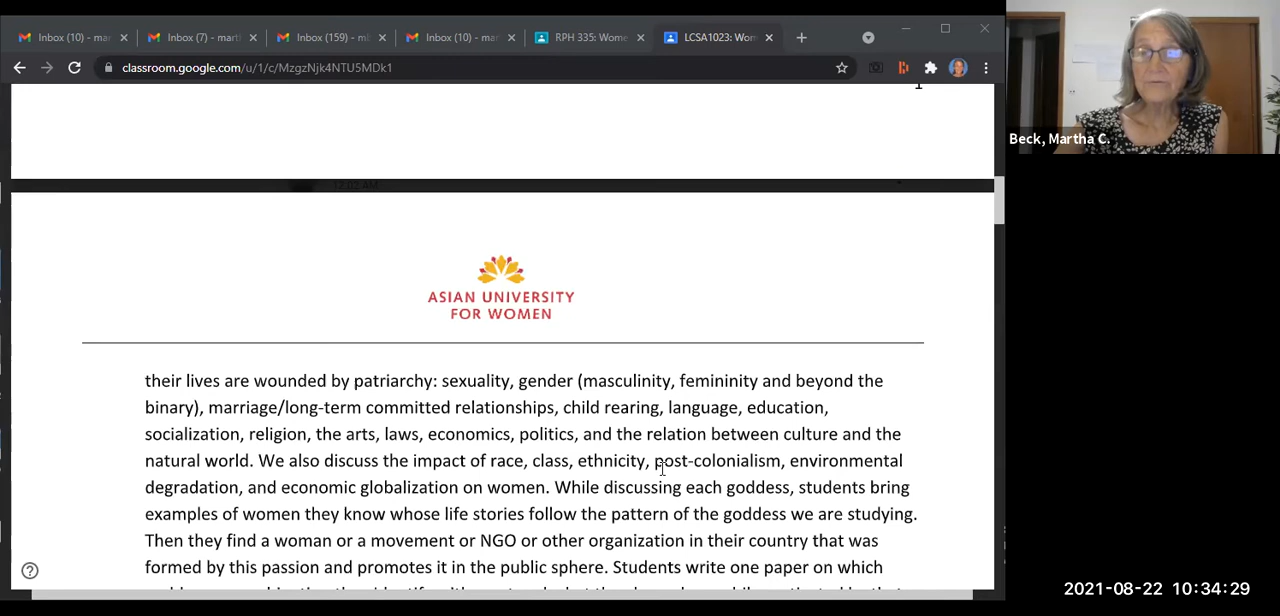 Inbox (10) - mar
Inbox (7) - mart
Inbox (159) - mb
Inbox (10) - mar
RPH 335: Wome
LCSA1023: Wom
classroom.google.com/u/1/c/MzgzNjk4NTU5MDk1
Beck, Martha C.
12:02 AM
ASIAN UNIVERSITY
FOR WOMEN
their lives are wounded by patriarchy: sexuality, gender (masculinity, femininity and beyond the
binary), marriage/long-term committed relationships, child rearing, language, education,
socialization, religion, the arts, laws, economics, politics, and the relation between culture and the
natural world. We also discuss the impact of race, class, ethnicity, post-colonialism, environmental
degradation, and economic globalization on women. While discussing each goddess, students bring
examples of women they know whose life stories follow the pattern of the goddess we are studying.
Then they find a woman or a movement or NGO or other organization in their country that was
formed by this passion and promotes it in the public sphere. Students write one paper on which
2021-08-22 10:34:29